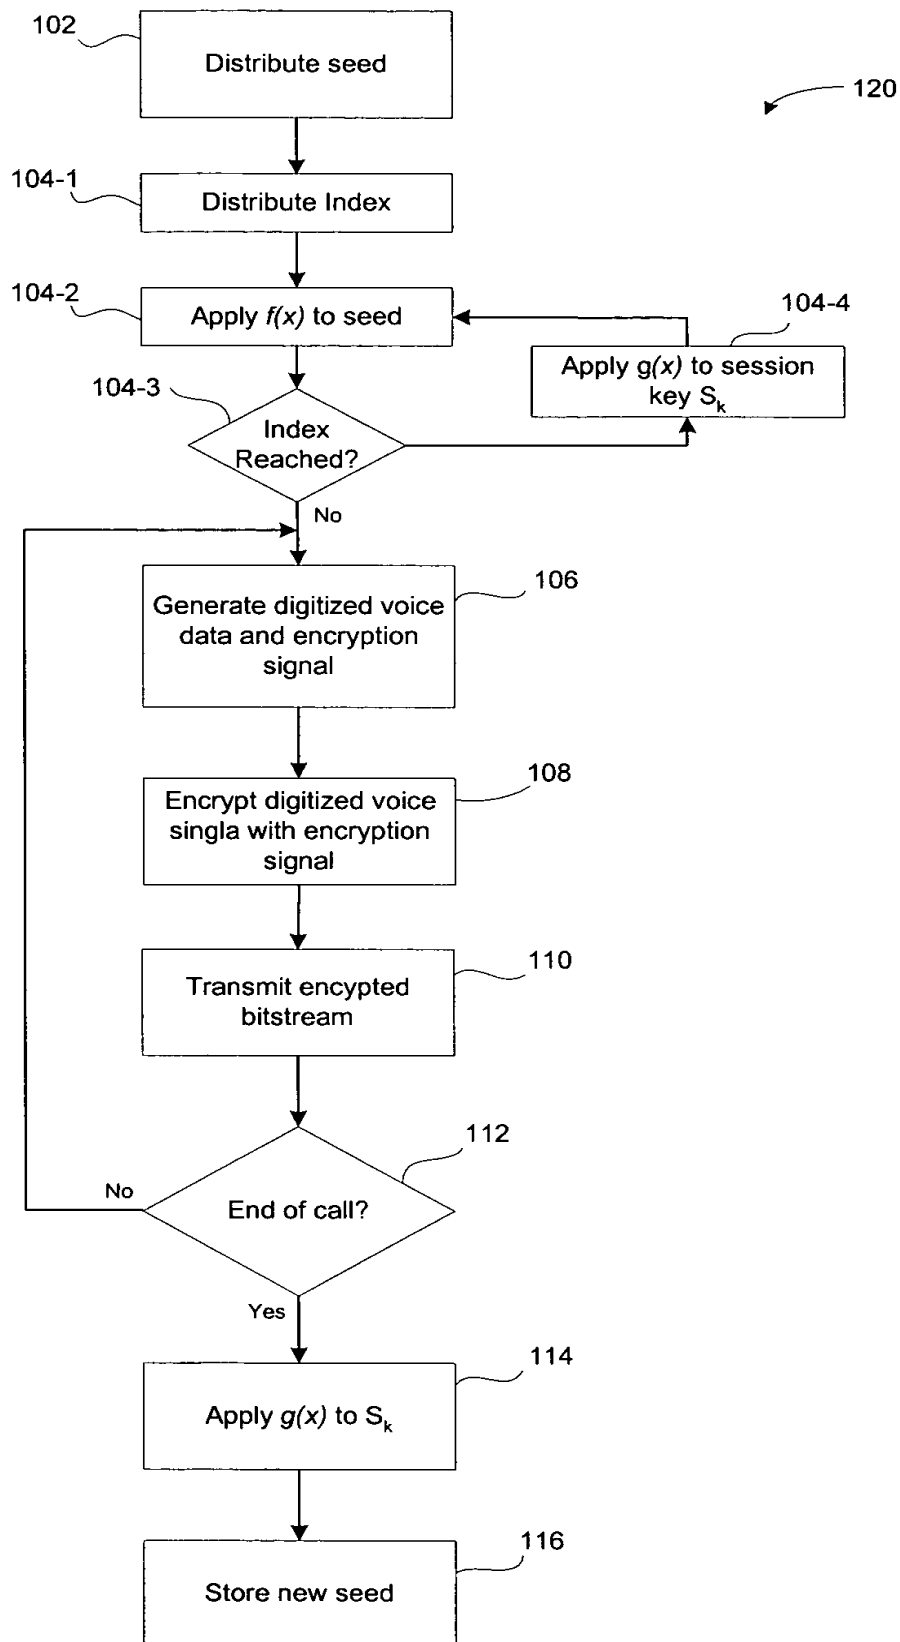 102
Distribute seed
120
104-1
Distribute Index
104-2
Apply f(x) to seed
104-4
Apply g(x) to session
key Sk
104-3
Index
Reached?
No
106
Generate digitized voice
data and encryption
signal
108
Encrypt digitized voice
singla with encryption
signal
110
Transmit encypted
bitstream
112
No
End of call?
Yes
114
Apply g(x) to Sk
116
Store new seed